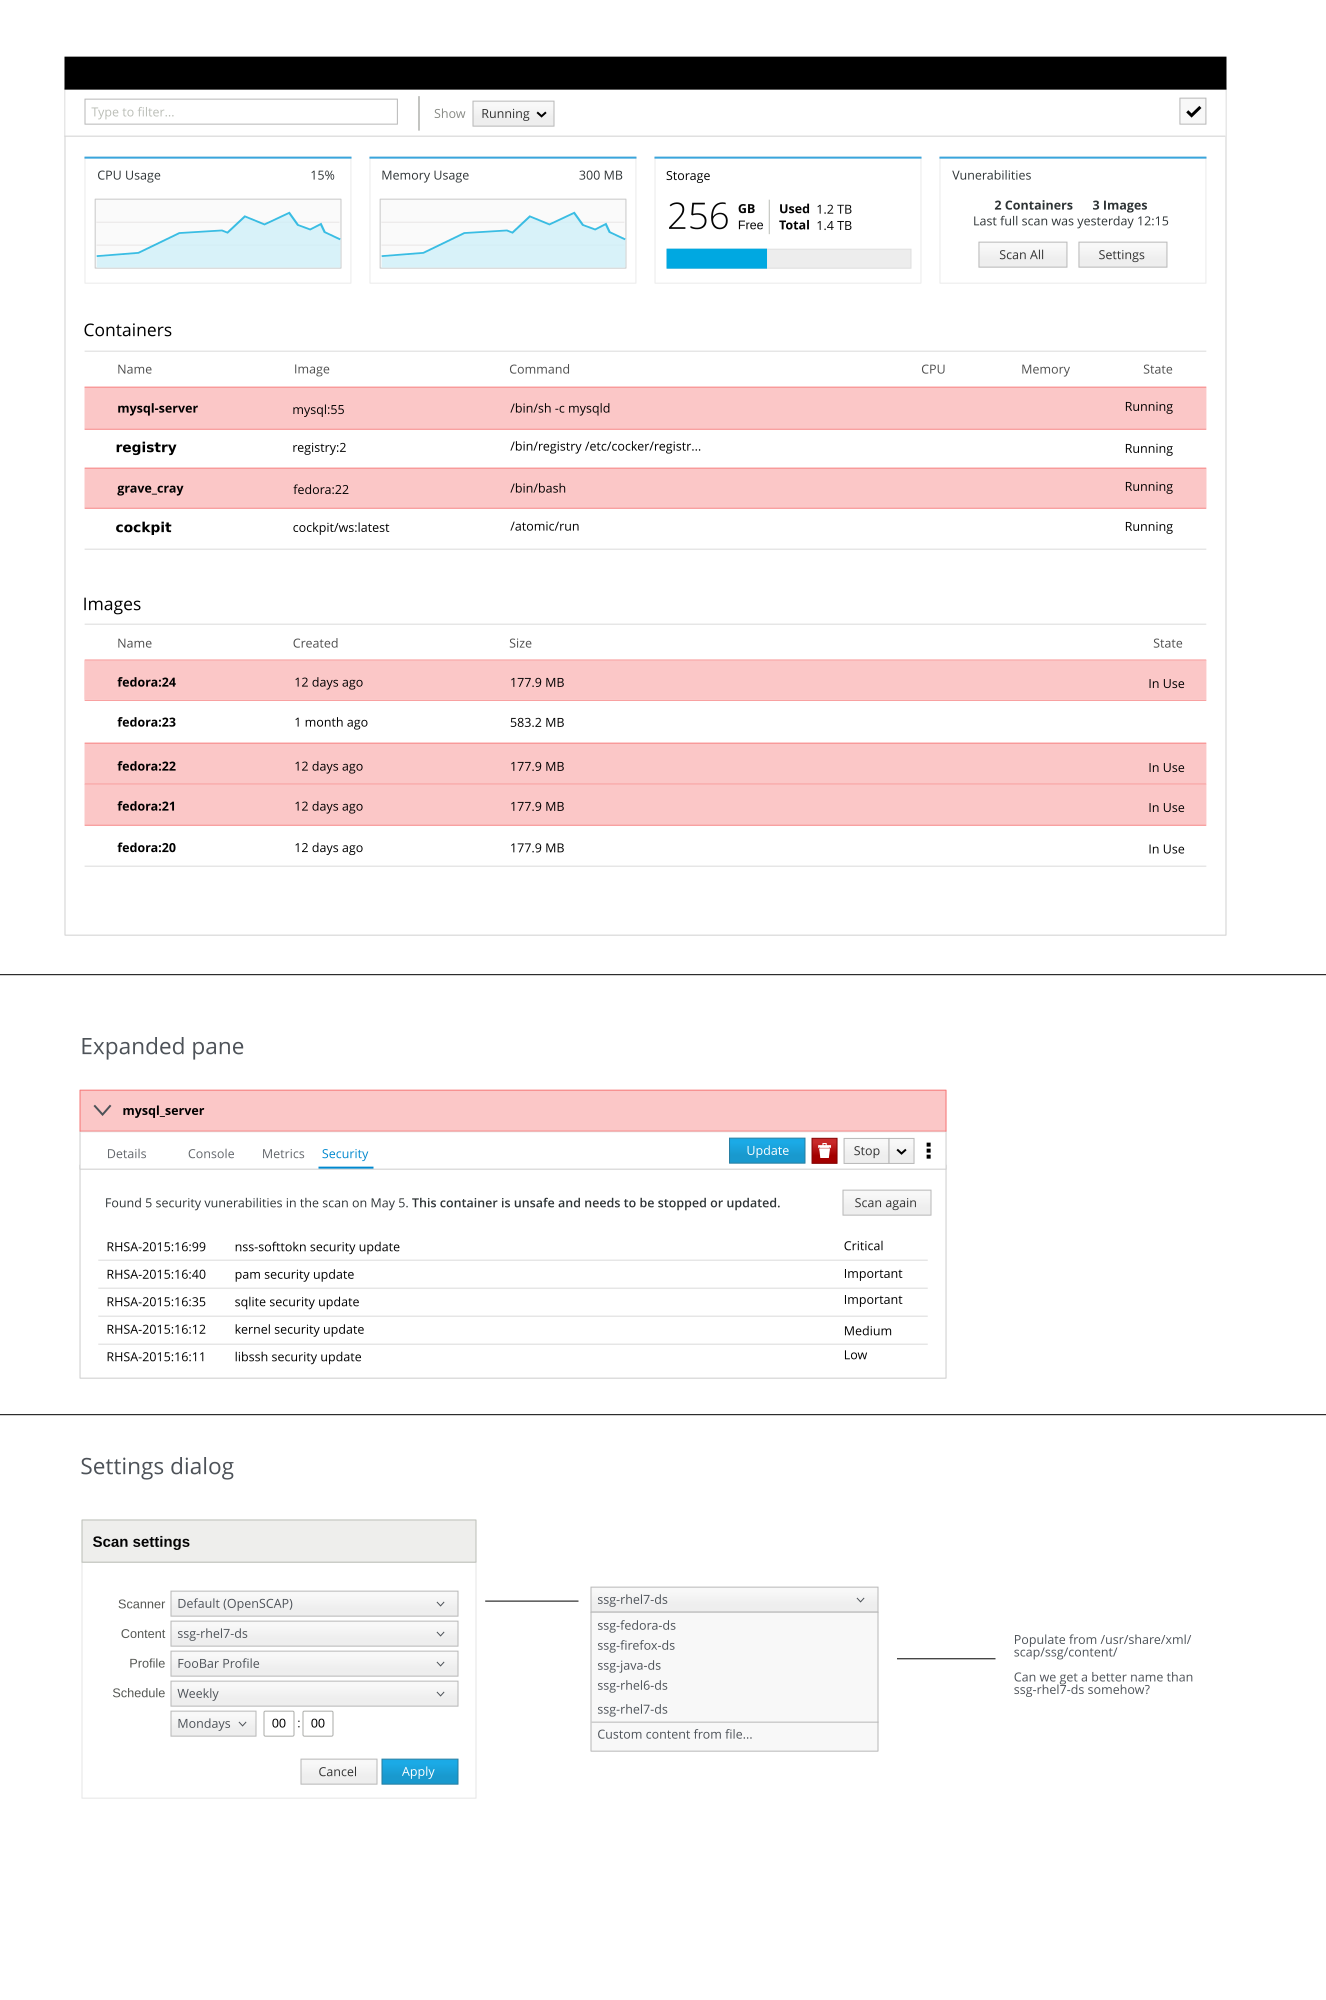 Type to filter...
Show Running
CPU Usage 15%
Memory Usage 300 MB
Storage
256 GB Free Used 1.2 TB Total 1.4 TB
Vunerabilities
2 Containers 3 Images
Last full scan was yesterday 12:15
Scan All Settings
Containers
Name Image Command CPU Memory State
mysql-server mysql:55 /bin/sh -c mysqld Running
registry registry:2 /bin/registry /etc/cocker/registr... Running
grave_cray fedora:22 /bin/bash Running
cockpit cockpit/ws:latest /atomic/run Running
Images
Name Created Size State
fedora:24 12 days ago 177.9 MB In Use
fedora:23 1 month ago 583.2 MB
fedora:22 12 days ago 177.9 MB In Use
fedora:21 12 days ago 177.9 MB In Use
fedora:20 12 days ago 177.9 MB In Use
Expanded pane
mysql_server
Details Console Metrics Security Update Stop
Found 5 security vunerabilities in the scan on May 5. This container is unsafe and needs to be stopped or updated. Scan again
RHSA-2015:16:99 nss-softtokn security update Critical
RHSA-2015:16:40 pam security update Important
RHSA-2015:16:35 sqlite security update Important
RHSA-2015:16:12 kernel security update Medium
RHSA-2015:16:11 libssh security update Low
Settings dialog
Scan settings
Scanner Default (OpenSCAP)
Content ssg-rhel7-ds
Profile FooBar Profile
Schedule Weekly
Mondays 00 : 00
Cancel Apply
ssg-rhel7-ds
ssg-fedora-ds
ssg-firefox-ds
ssg-java-ds
ssg-rhel6-ds
ssg-rhel7-ds
Custom content from file...
Populate from /usr/share/xml/
scap/ssg/content/
Can we get a better name than
ssg-rhel7-ds somehow?